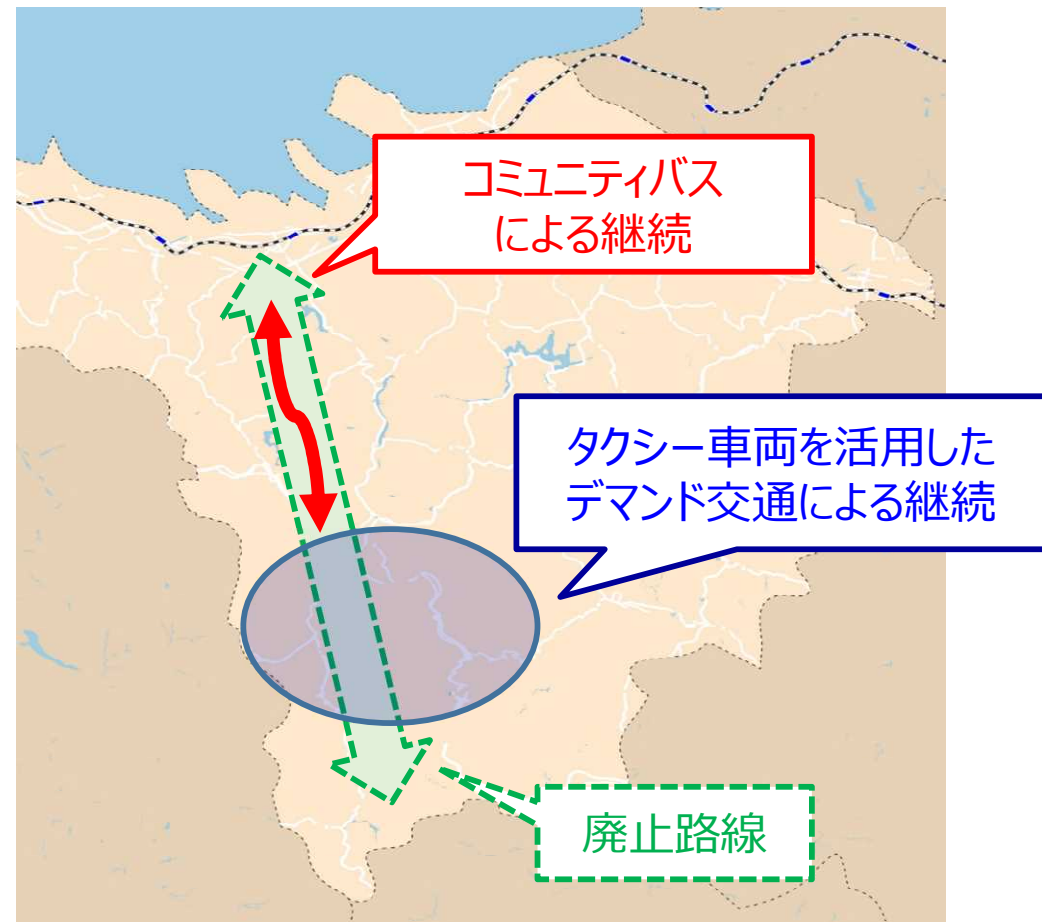 コミュニティバス
による継続
タクシー車両を活用した
デマンド交通による継続
廃止路線